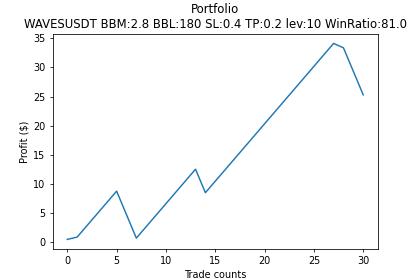 Portfolio
WAVESUSDT BBM:2.8 BBL:180 SL:0.4 TP:0.2 lev:10 WinRatio:81.0
35
30
25
20
15
10
5
0
Profit ($)
0 5 10 15 20 25 30
Trade counts